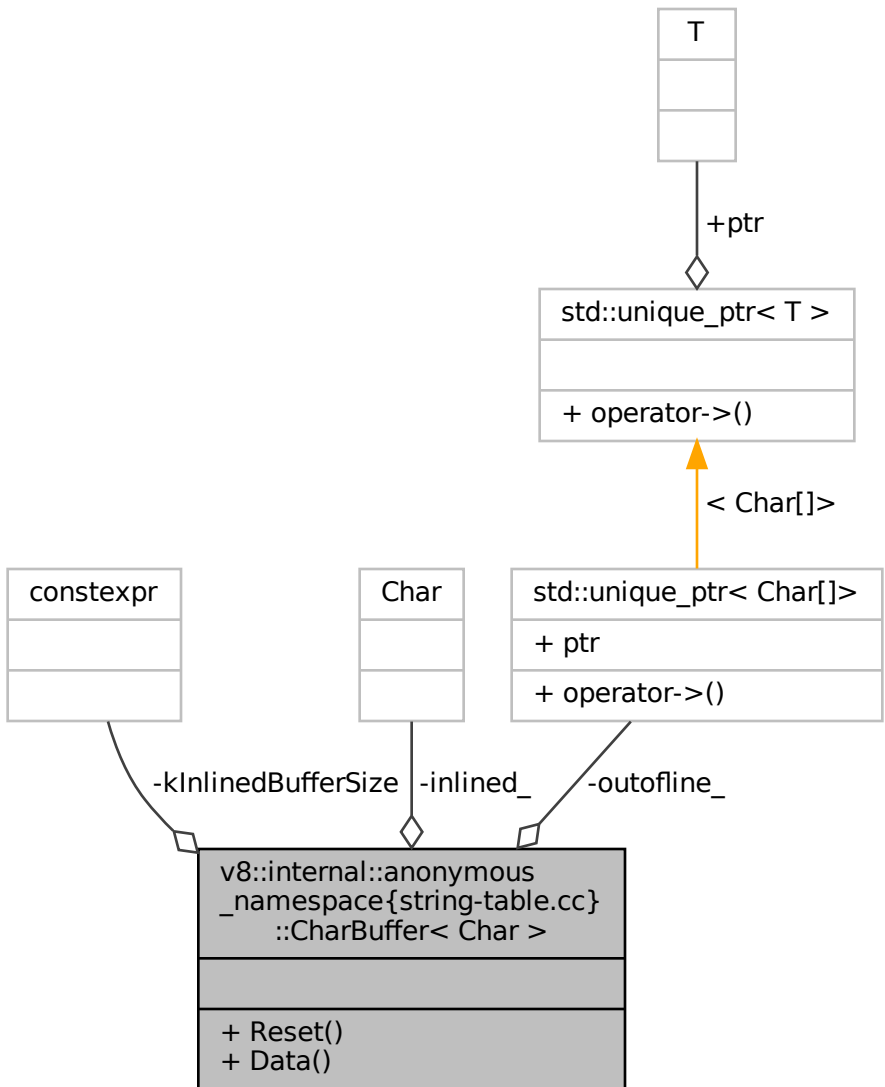 T
+ptr
std::unique_ptr< T >
+ operator->()
< Char[]>
constexpr
Char
std::unique_ptr< Char[]>
+ ptr
+ operator->()
-kInlinedBufferSize
-inlined_
-outofline_
v8::internal::anonymous
_namespace{string-table.cc}
::CharBuffer< Char >
+ Reset()
+ Data()